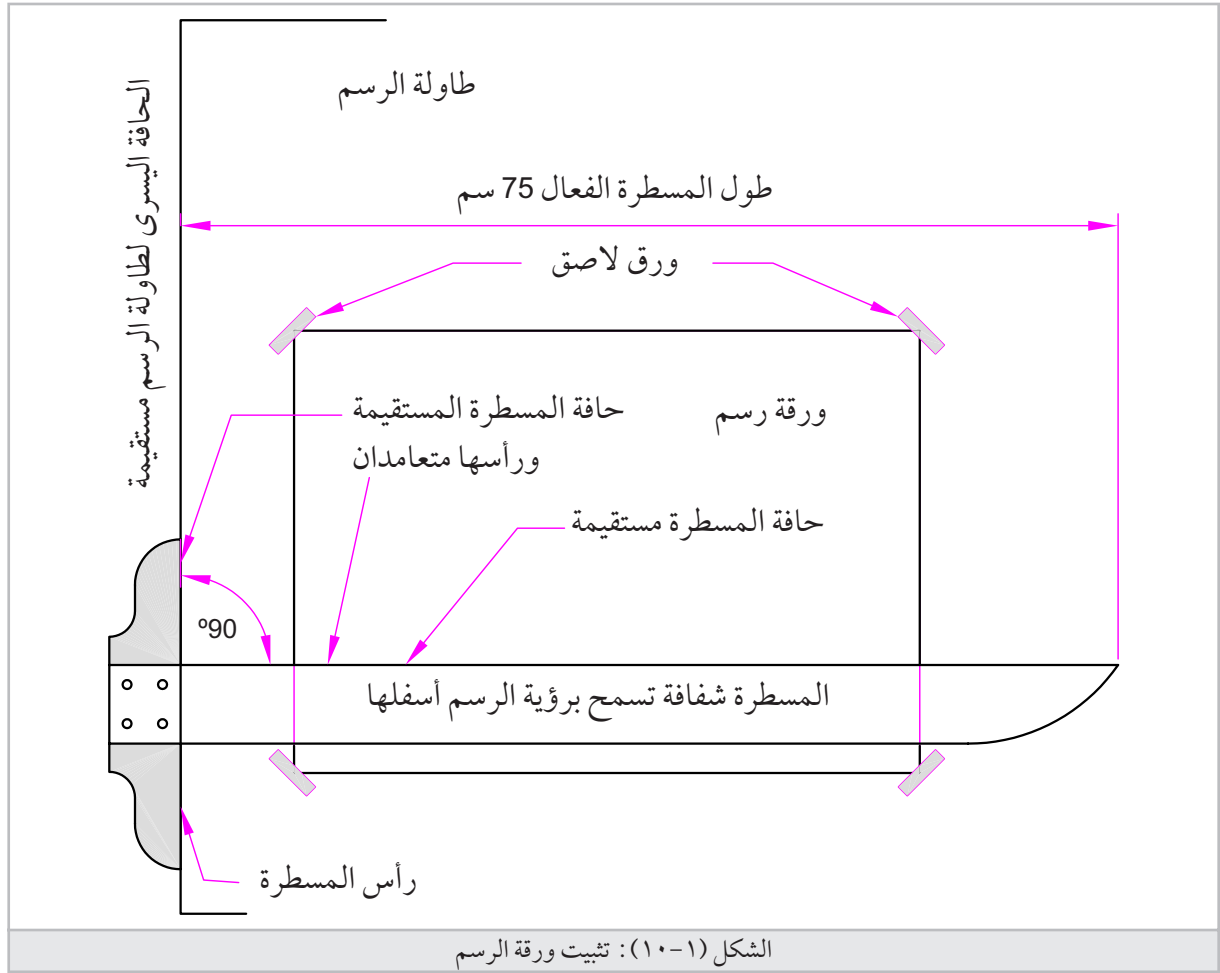 طاولة الرسم
الحافة اليسرى لطاولة الرسم مستقيمة
طول المسطرة الفعال 75 سم
ورق لاصق
ورقة رسم
حافة المسطرة المستقيمة
ورأسها متعامدان
حافة المسطرة مستقيمة
º90
المسطرة شفافة تسمح برؤية الرسم أسفلها
رأس المسطرة
الشكل (١-١٠): تثبيت ورقة الرسم